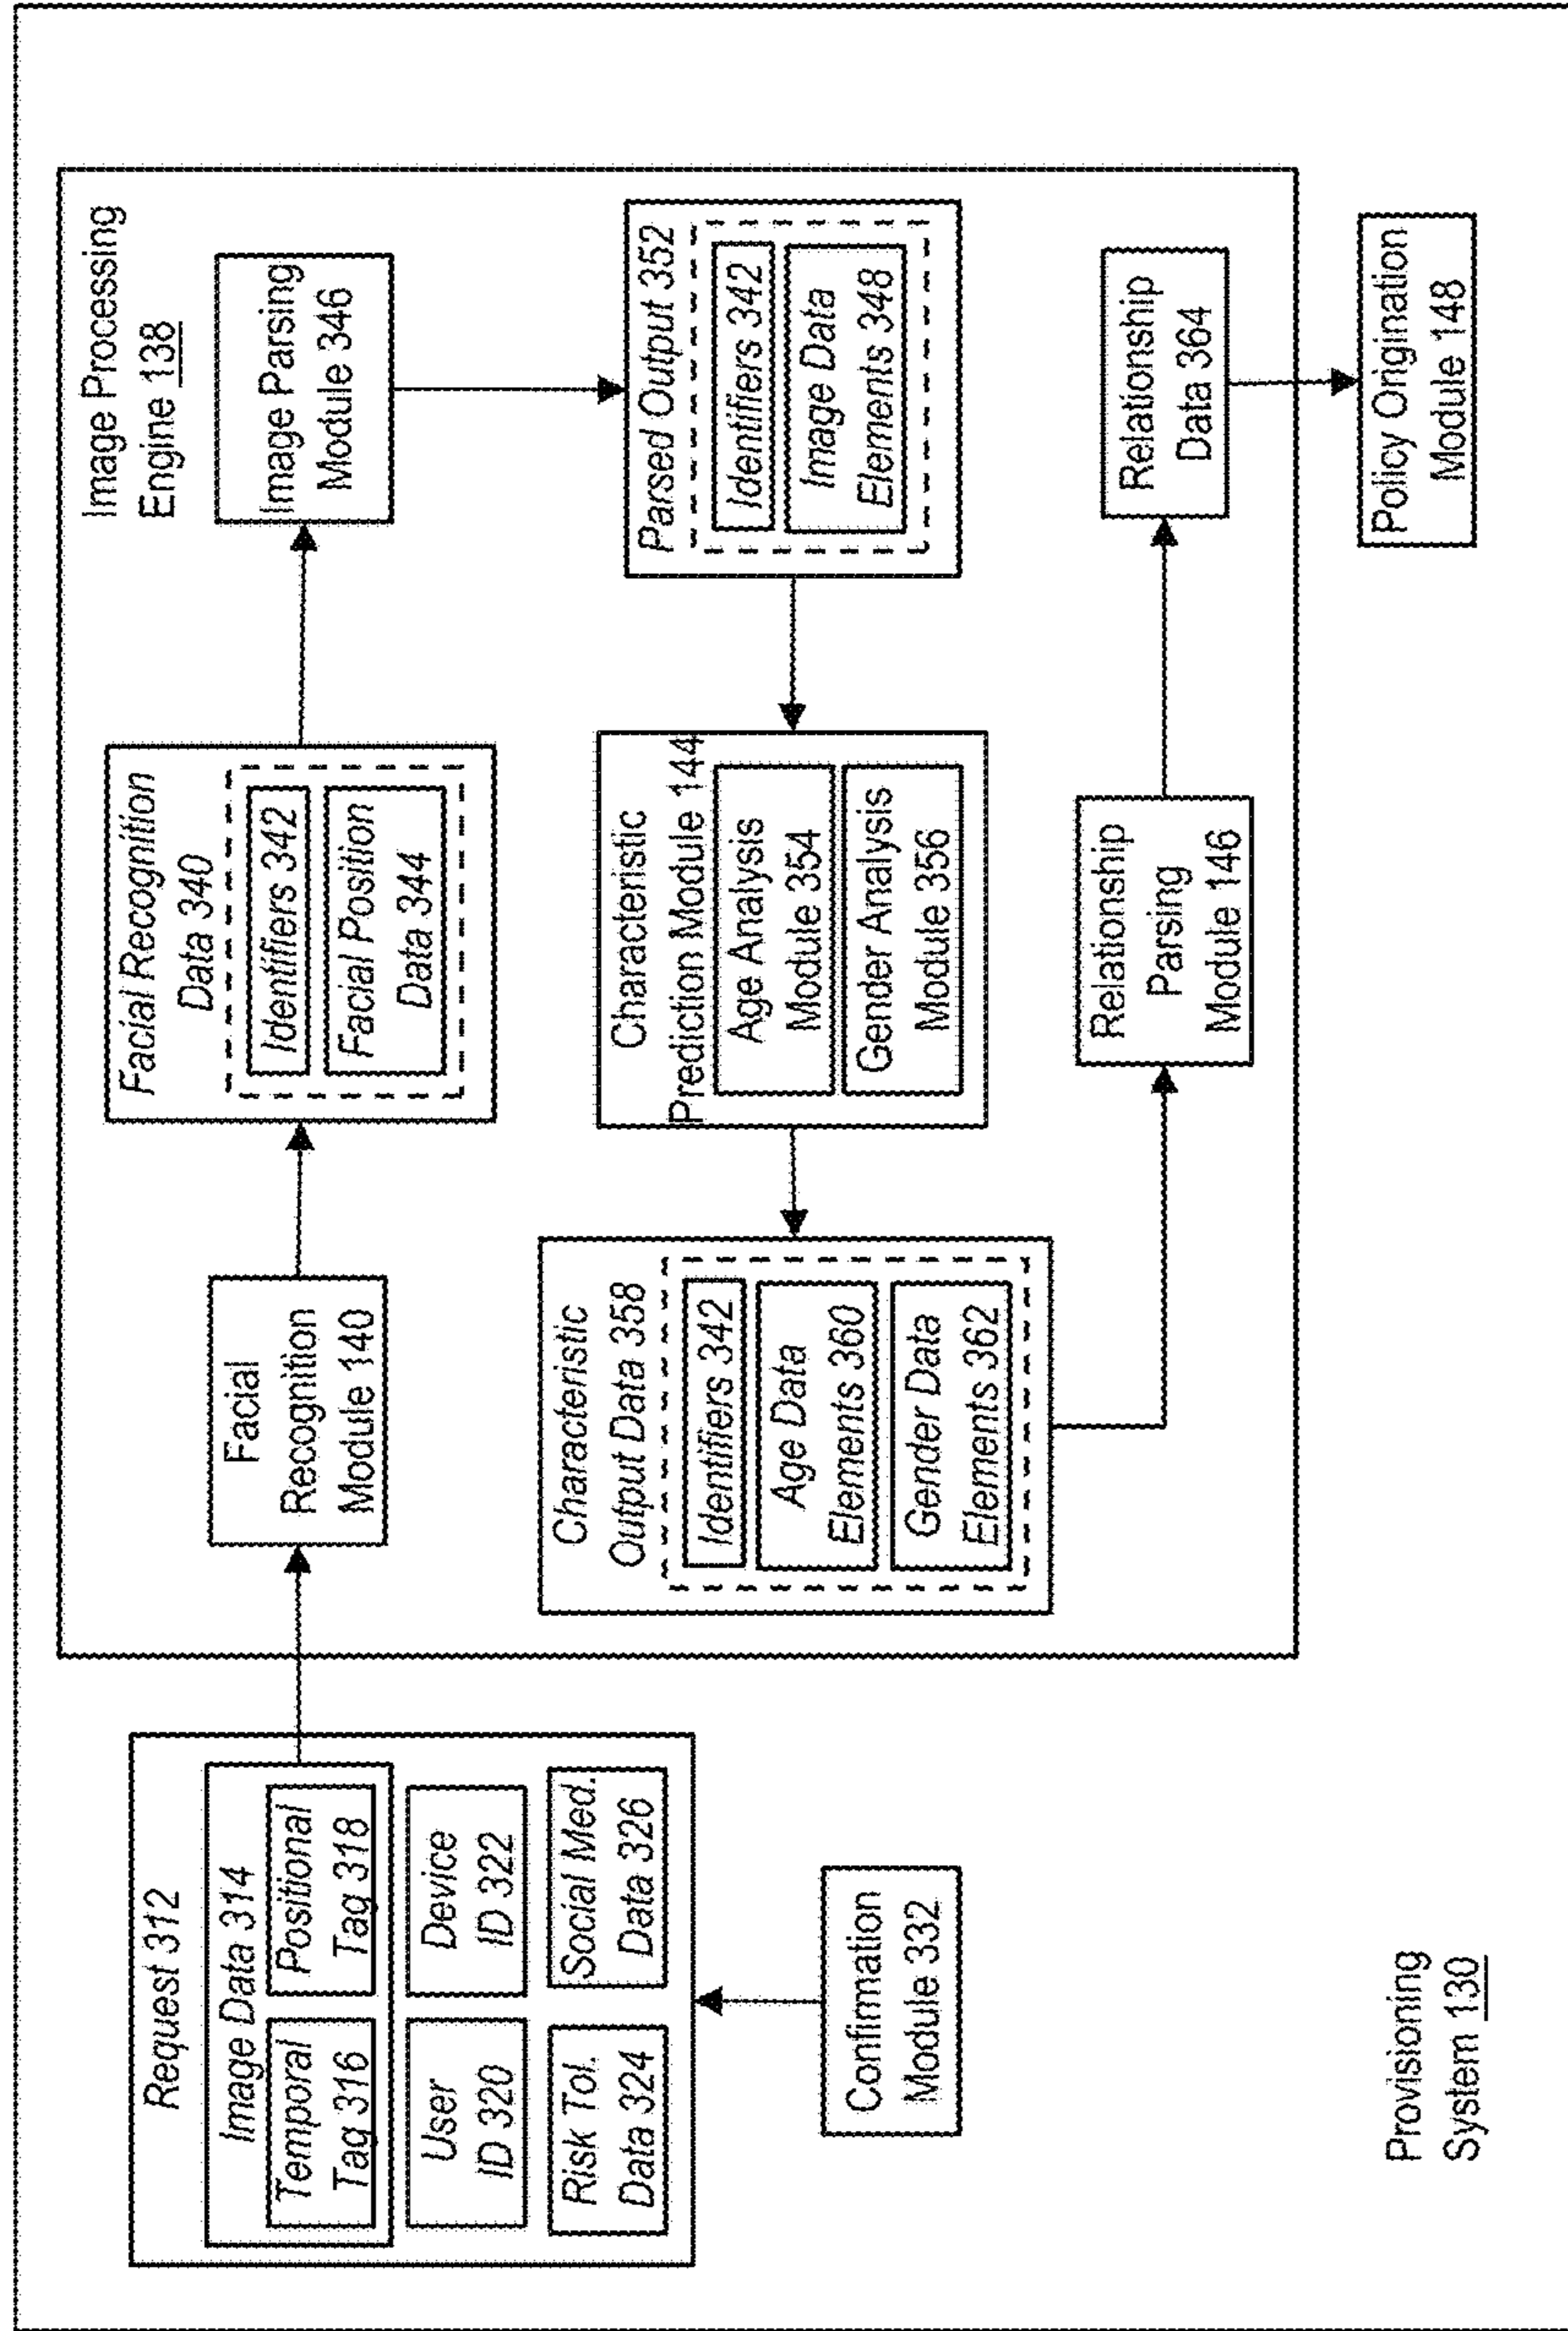 Request 312
Image Data 314
Temporal
Tag 316
Positional
Tag 318
User
ID 320
Device
ID 322
Risk Tol.
Data 324
Social Med.
Data 326
Confirmation
Module 332
Provisioning
System 130
Image Processing
Engine 138
Facial
Recognition
Module 140
Facial Recognition
Data 340
Identifiers 342
Facial Position
Data 344
Image Parsing
Module 346
Parsed Output 352
Identifiers 342
Image Data
Elements 348
Characteristic
Prediction Module 144
Age Analysis
Module 354
Gender Analysis
Module 356
Characteristic
Output Data 358
Identifiers 342
Age Data
Elements 360
Gender Data
Elements 362
Relationship
Parsing
Module 146
Relationship
Data 364
Policy Origination
Module 148